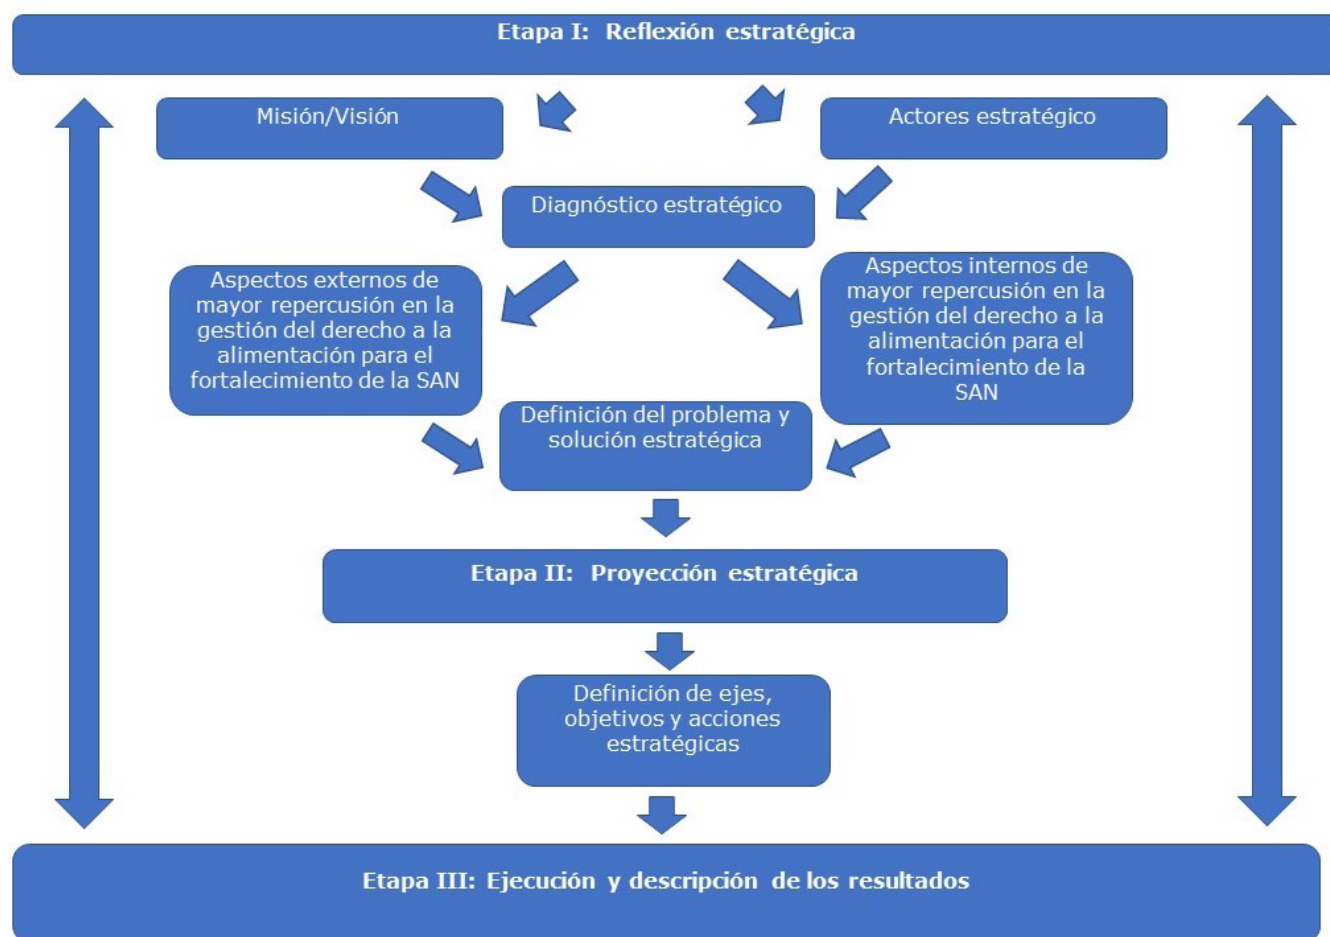 Etapa I: Reflexión estratégica
Misión/Visión
Actores estratégico
Diagnóstico estratégico
Aspectos externos de
mayor repercusión en la
gestión del derecho a la
alimentación para el
fortalecimiento de la SAN
Aspectos internos de
mayor repercusión en la
gestión del derecho a la
alimentación para el
fortalecimiento de la
SAN
Definición del problema y
solución estratégica
Etapa II: Proyección estratégica
Definición de ejes,
objetivos y acciones
estratégicas
Etapa III: Ejecución y descripción de los resultados